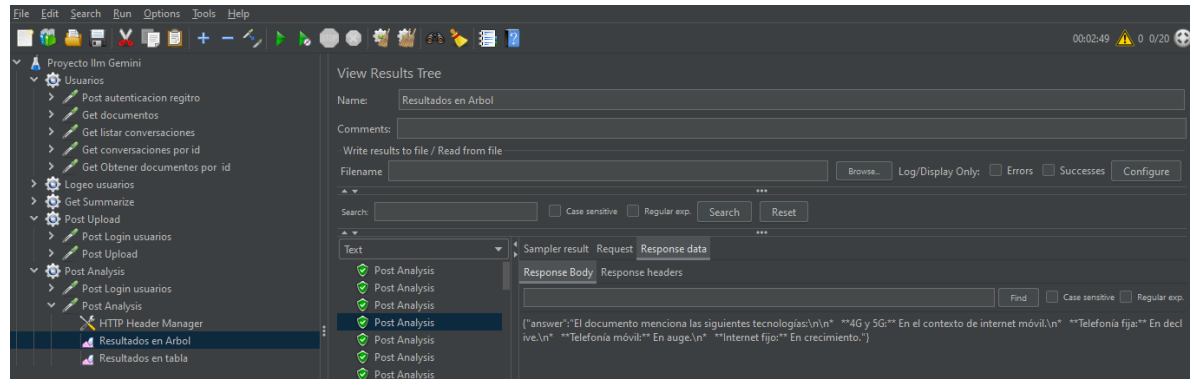 File Edit Search Run Options Tools Help
00:02:49 0 0/20
Proyecto llm Gemini
Usuarios
Post autenticacion regitro
Get documentos
Get listar conversaciones
Get conversaciones por id
Get Obtener documentos por id
Logeo usuarios
Get Summarize
Post Upload
Post Login usuarios
Post Upload
Post Analysis
Post Login usuarios
Post Analysis
HTTP Header Manager
Resultados en Arbol
Resultados en tabla
View Results Tree
Name: Resultados en Arbol
Comments:
Write results to file / Read from file
Filename Browse... Log/Display Only: Errors Successes Configure
Search: Case sensitive Regular exp. Search Reset
Text
Post Analysis
Post Analysis
Post Analysis
Post Analysis
Post Analysis
Post Analysis
Post Analysis
Sampler result Request Response data
Response Body Response headers
Find Case sensitive Regular exp.
{"answer":"El documento menciona las siguientes tecnologías:\n\n* **4G y 5G:** En el contexto de internet móvil.\n* **Telefonía fija:** En decl
ive.\n* **Telefonía móvil:** En auge.\n* **Internet fijo:** En crecimiento."}